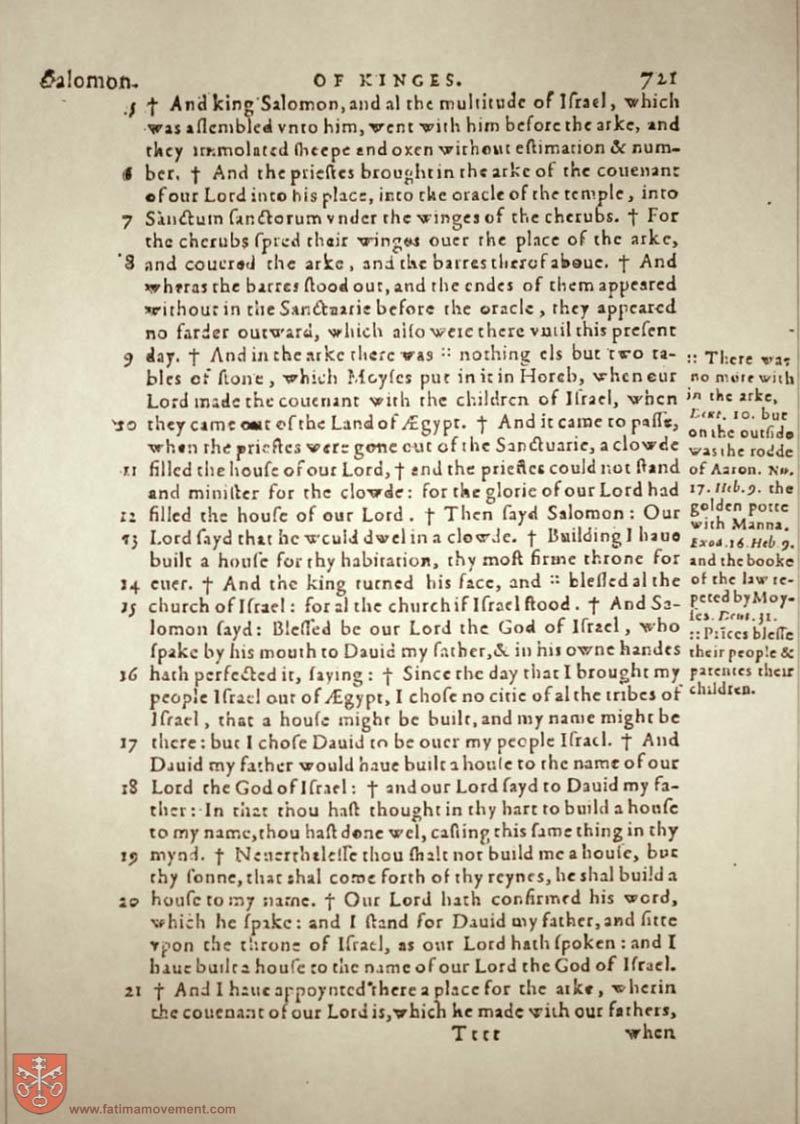 Salomon.
OF KINGES.
721
5 † And king Salomon, and al the multitude of Iſrael, which
was aſſembled vnto him, went with him before the arke, and
they immolated ſheepe and oxen without eſtimation & num-
6 ber. † And the prieſtes brought in the arke of the couenant
of our Lord into his place, into the oracle of the temple, into
7 Sanctum ſanctorum vnder the winges of the cherubs. † For
the cherubs ſpred their winges ouer the place of the arke,
8 and couered the arke, and the barres therof aboue. † And
wheras the barres ſtood out, and the endes of them appeared
without in the Sanctuarie before the oracle, they appeared
no farder outward, which alſo were there vntil this preſent
9 day. † And in the arke there was :: nothing els but two ta-
bles of ſtone, which Moyſes put in it in Horeb, when our
Lord made the couenant with the children of Iſrael, when
10 they came out of the Land of Ægypt. † And it came to paſſe,
when the prieſtes were gone out of the Sanctuarie, a clowde
11 filled the houſe of our Lord, † and the prieſtes could not ſtand
and miniſter for the clowde: for the glorie of our Lord had
12 filled the houſe of our Lord. † Then ſayd Salomon: Our
13 Lord ſayd that he would dwel in a clowde. † Building I haue
built a houſe for thy habitation, thy moſt firme throne for
14 euer. † And the king turned his face, and :: bleſſed al the
15 church of Iſrael: for al the church if Iſrael ſtood. † And Sa-
lomon ſayd: Bleſſed be our Lord the God of Iſrael, who
ſpake by his mouth to Dauid my father, & in his owne handes
16 hath perfected it, ſaying: † Since the day that I brought my
people Iſrael out of Ægypt, I choſe no citie of al the tribes of
Iſrael, that a houſe might be built, and my name might be
17 there: but I choſe Dauid to be ouer my people Iſrael. † And
Dauid my father would haue built a houſe to the name of our
18 Lord the God of Iſrael: † and our Lord ſayd to Dauid my fa-
ther: In that thou haſt thought in thy hart to build a houſe
to my name, thou haſt done wel, caſting this ſame thing in thy
19 mynd. † Neuertheleſſe thou ſhalt not build me a houſe, but
thy ſonne, that shal come forth of thy reynes, he shal build a
20 houſe to my name. † Our Lord hath confirmed his word,
which he ſpake: and I ſtand for Dauid my father, and ſitte
vpon the throne of Iſrael, as our Lord hath ſpoken: and I
haue built a houſe to the name of our Lord the God of Iſrael.
21 † And I haue appoynted there a place for the arke, wherin
the couenant of our Lord is, which he made with our fathers,
Tttt
when
:: There was
no more with
in the arke,
Deut. 10. but
on the outſide
was the rodde
of Aaron. Nu.
17. Heb. 9. the
golden potte
with Manna.
Exod. 16. Heb 9.
and the booke
of the law re-
peted by Moy-
ſes. Deut. 31.
:: Prīces bleſſe
their people &
parentes their
children.
www.fatimamovement.com